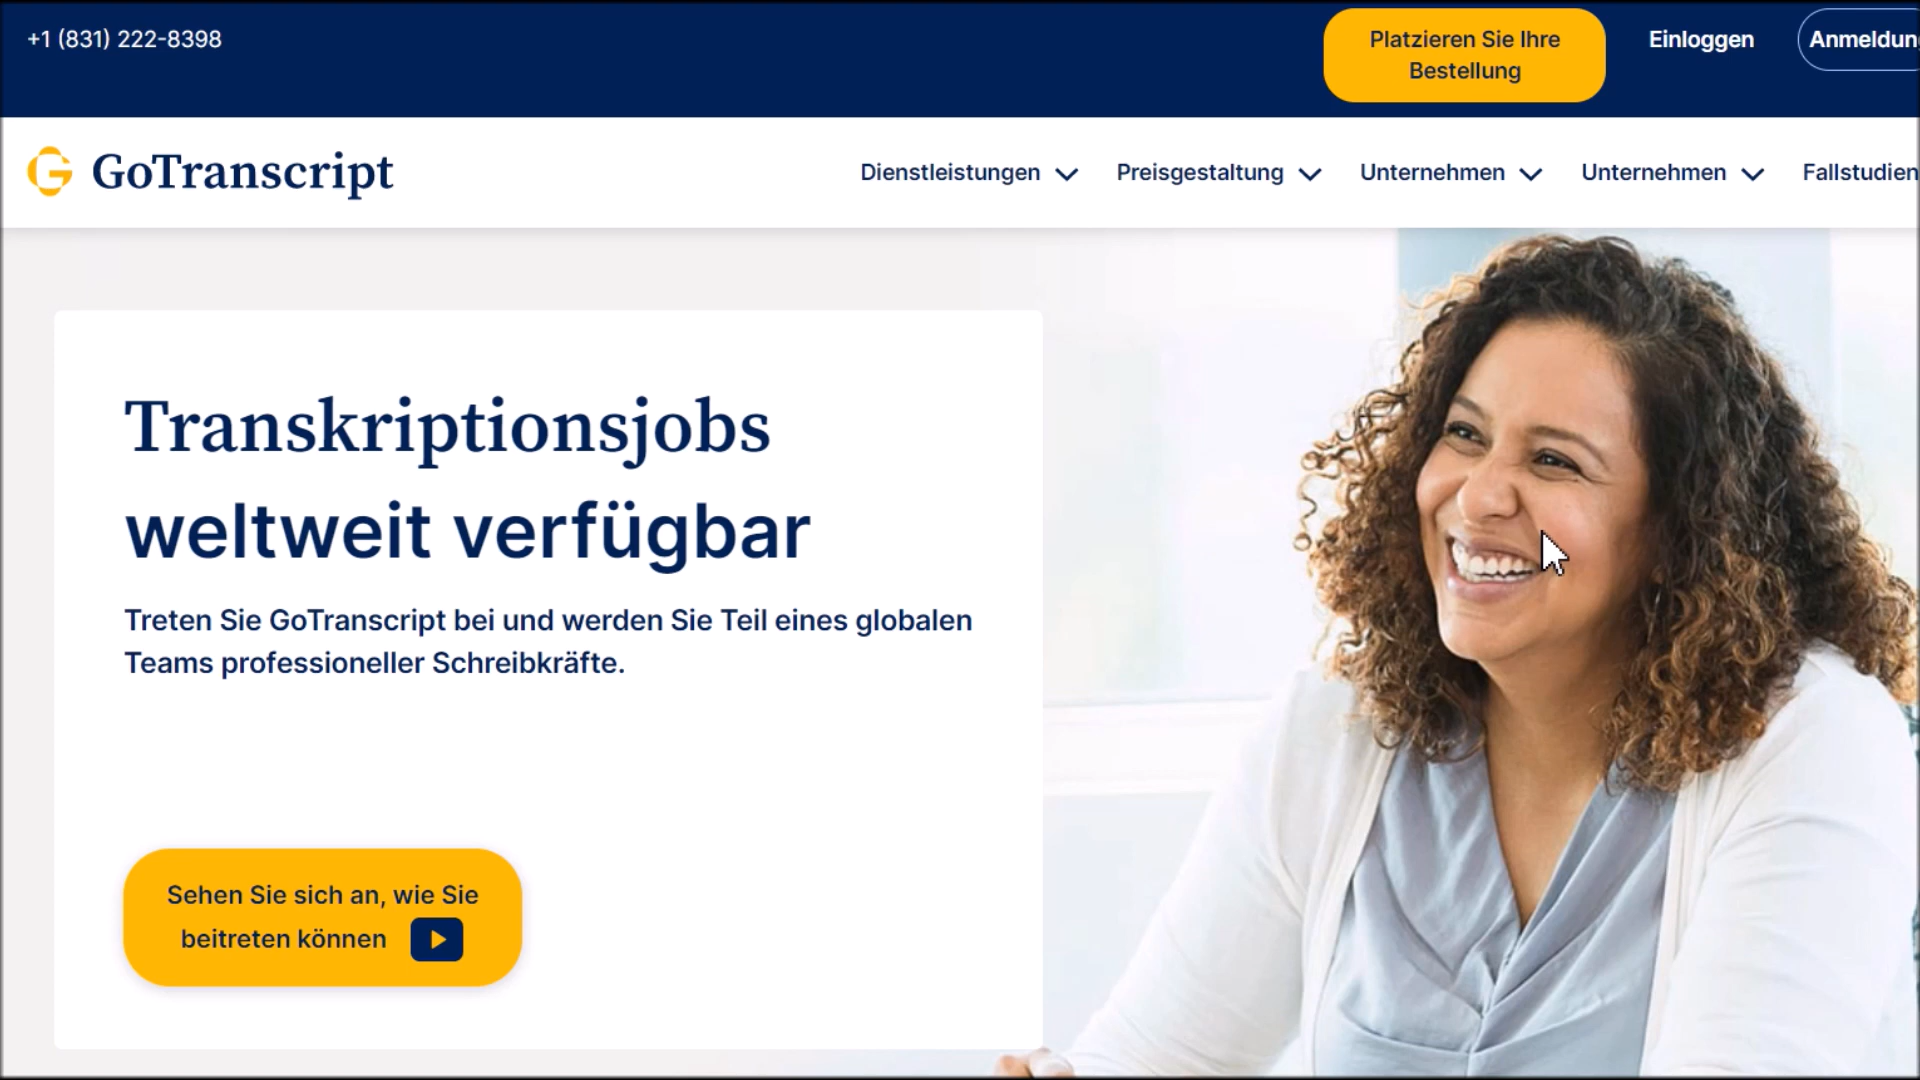 +1 (831) 222-8398
Platzieren Sie Ihre
Bestellung
Einloggen
Anmeldung
GoTranscript
Dienstleistungen
Preisgestaltung
Unternehmen
Unternehmen
Fallstudien
Transkriptionsjobs
weltweit verfügbar
Treten Sie GoTranscript bei und werden Sie Teil eines globalen
Teams professioneller Schreibkräfte.
Sehen Sie sich an, wie Sie
beitreten können